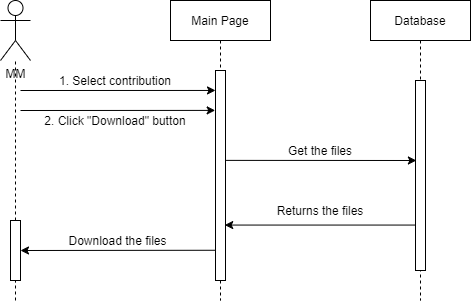 Main Page
Database
MM
1. Select contribution
2. Click "Download" button
Get the files
Returns the files
Download the files